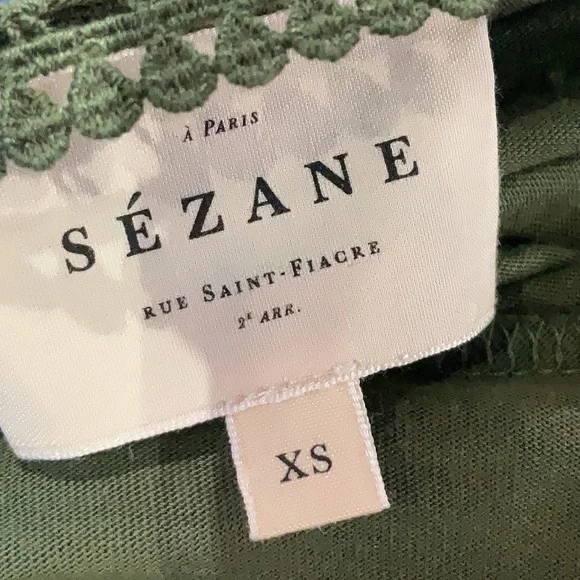 À PARIS
SÉZANE
RUE SAINT-FIACRE
2E ARR.
XS